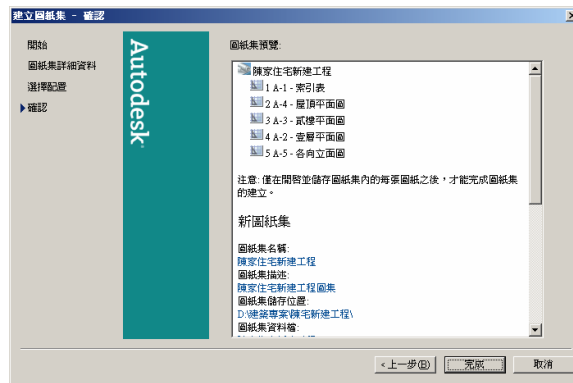 建立圖紙集 - 確認
開始
圖紙集詳細資料
選擇配置
確認
Autodesk
圖紙集預覽:
陳家住宅新建工程
1 A-1 - 索引表
2 A-4 - 屋頂平面圖
3 A-3 - 貳樓平面圖
4 A-2 - 壹層平面圖
5 A-5 - 各向立面圖
注意: 僅在開啓並儲存圖紙集內的每張圖紙之後，才能完成圖紙集
的建立。
新圖紙集
圖紙集名稱:
陳家住宅新建工程
圖紙集描述:
陳家住宅新建工程圖集
圖紙集儲存位置:
D:\建築專案\陳宅新建工程\
圖紙集資料檔:
<上一步(B)
完成
取消